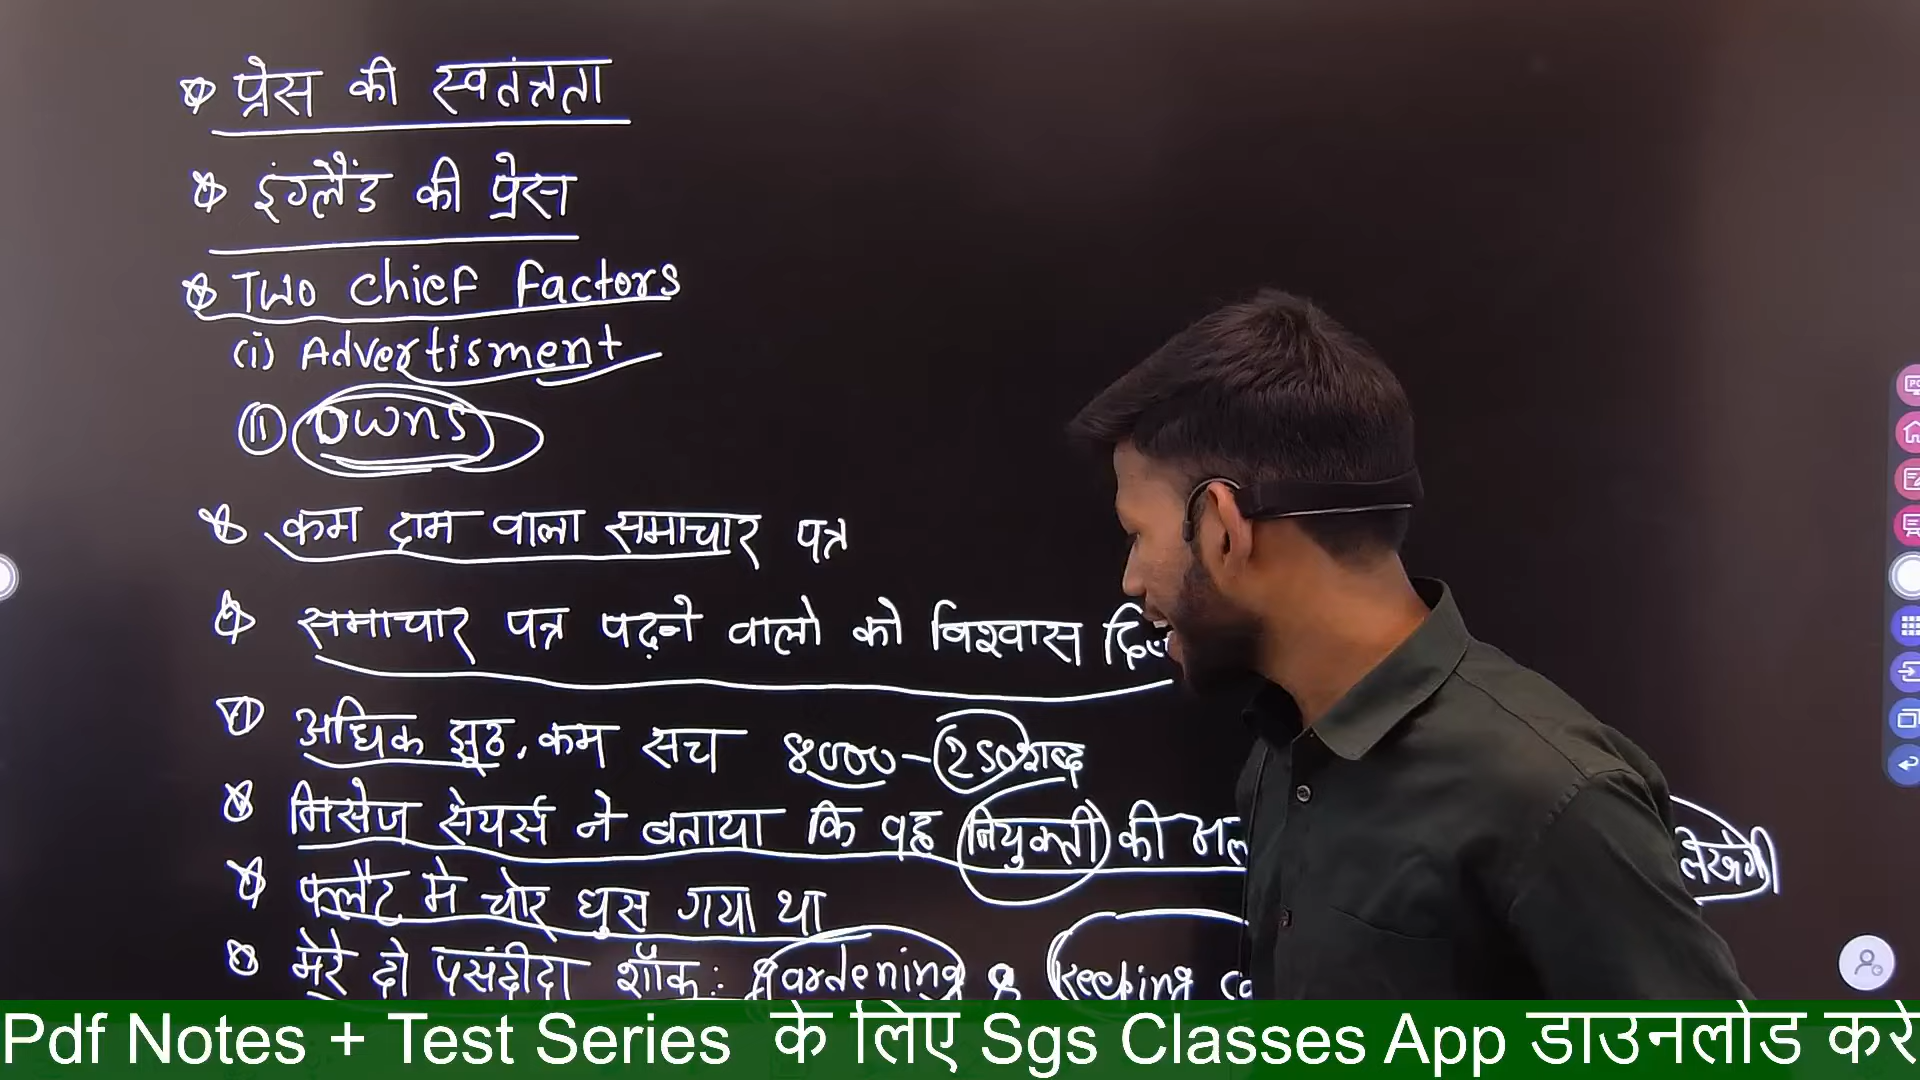 प्रेस की स्वतंत्रता
इंग्लैंड की प्रेस
Two chief factors
(i) Advertisment
(ii) Owns
कम दाम वाला समाचार पत्र
समाचार पत्र पढ़ने वालो को विश्वास
अधिक झूठ, कम सच 4000-250 शब्द
मिसेज सेयर्स ने बताया कि वह नियुक्ती की
फ्लैट मे चोर घुस गया था
मेरे दो पसंदीदा शॉक: gardening & keeping
Pdf Notes + Test Series के लिए Sgs Classes App डाउनलोड करे